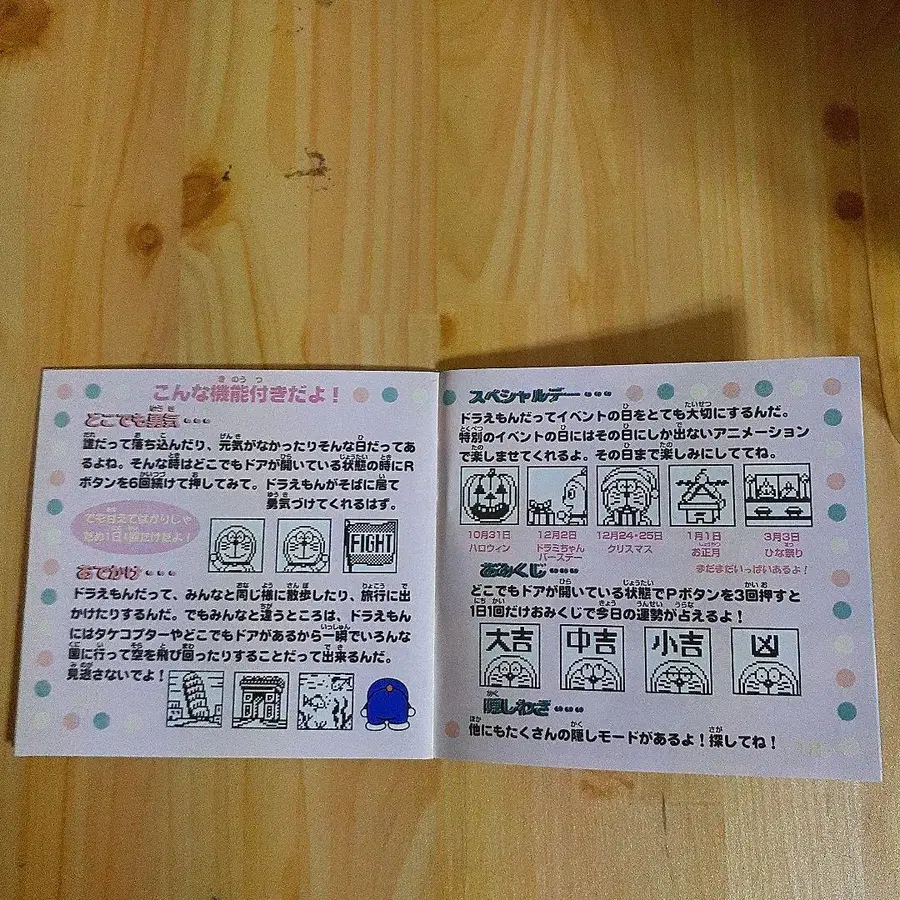 こんな機能付きだよ！
どこでも勇気・・・
誰だって落ち込んだり、元気がなかったりそんな日だってあ
るよね。そんな時はどこでもドアが開いている状態の時にR
ボタンを6回続けて押してみて。ドラえもんがそばに居て
勇気づけてくれるはず。
でも甘えてばかりじゃ
だめ1日1回だけだよ！
FIGHT
おでかけ・・・
ドラえもんだって、みんなと同じ様に散歩したり、旅行に出
かけたりするんだ。でもみんなと違うところは、ドラえもん
にはタケコプターやどこでもドアがあるから一瞬でいろんな
国に行って空を飛び回ったりすることだって出来るんだ。
見逃さないでよ！
スペシャルデー・・・
ドラえもんだってイベントの日をとても大切にするんだ。
特別のイベントの日にはその日にしか出ないアニメーション
で楽しませてくれるよ。その日まで楽しみにしててね。
10月31日
ハロウィン
12月2日
ドラミちゃん
バースデー
12月24・25日
クリスマス
1月1日
お正月
3月3日
ひな祭り
まだまだいっぱいあるよ！
おみくじ・・・・
どこでもドアが開いている状態でPボタンを3回押すと
1日1回だけおみくじで今日の運勢が占えるよ！
大吉
中吉
小吉
凶
隠しわざ・・・
他にもたくさんの隠しモードがあるよ！探してね！